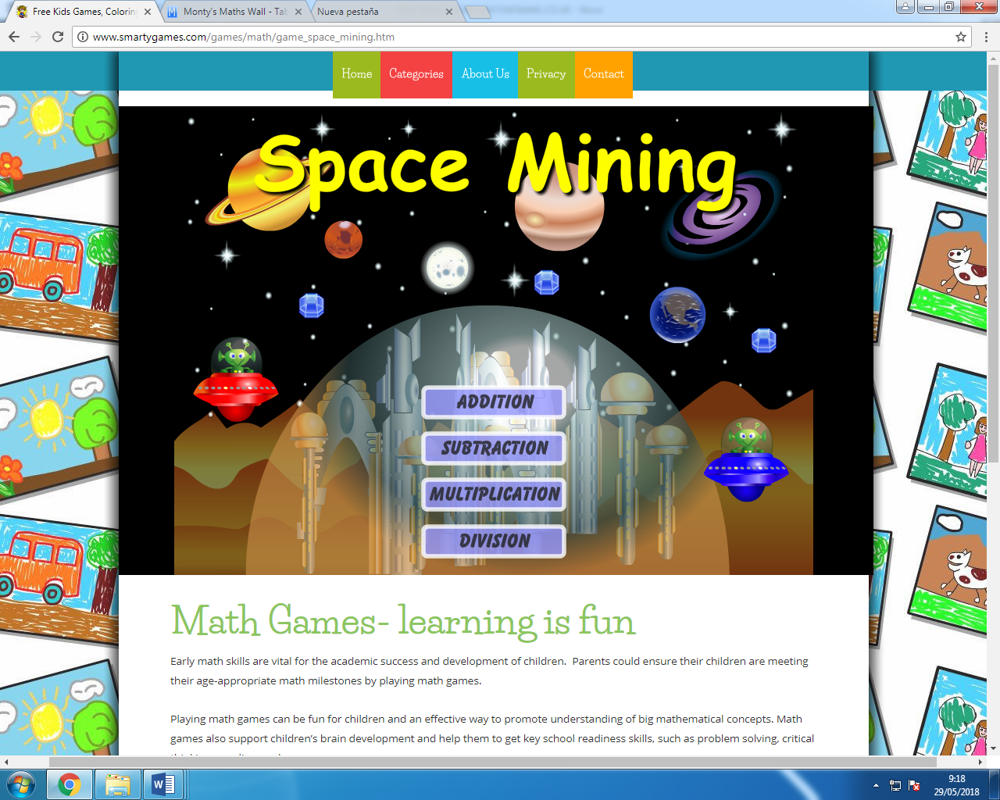 Free Kids Games, Colorin
Monty's Maths Wall - Tab
Nueva pestaña
www.smartygames.com/games/math/game_space_mining.htm
Home
Categories
About Us
Privacy
Contact
Space Mining
ADDITION
SUBTRACTION
MULTIPLICATION
DIVISION
Math Games- learning is fun
Early math skills are vital for the academic success and development of children. Parents could ensure their children are meeting
their age-appropriate math milestones by playing math games.
Playing math games can be fun for children and an effective way to promote understanding of big mathematical concepts. Math
games also support children’s brain development and help them to get key school readiness skills, such as problem solving, critical
9:18
29/05/2018